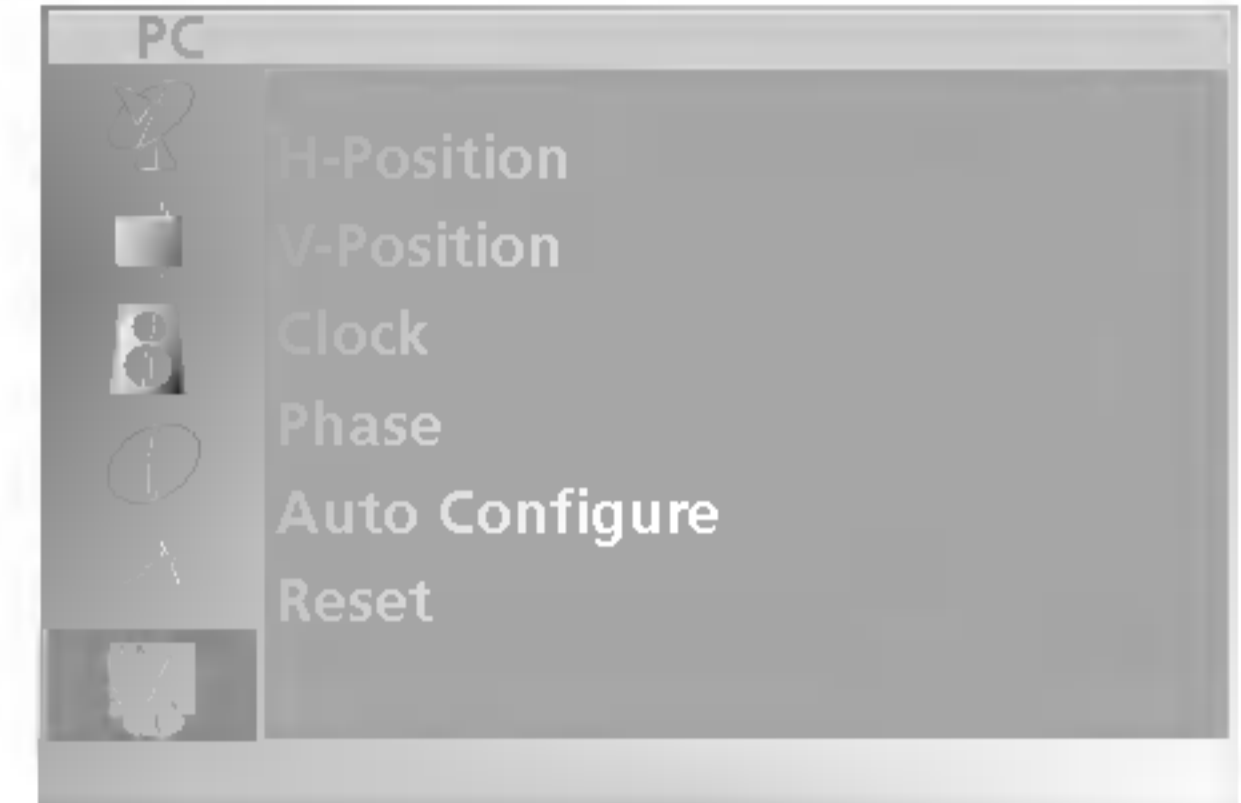 PC
H-Position
V-Position
Clock
Phase
Auto Configure
Reset